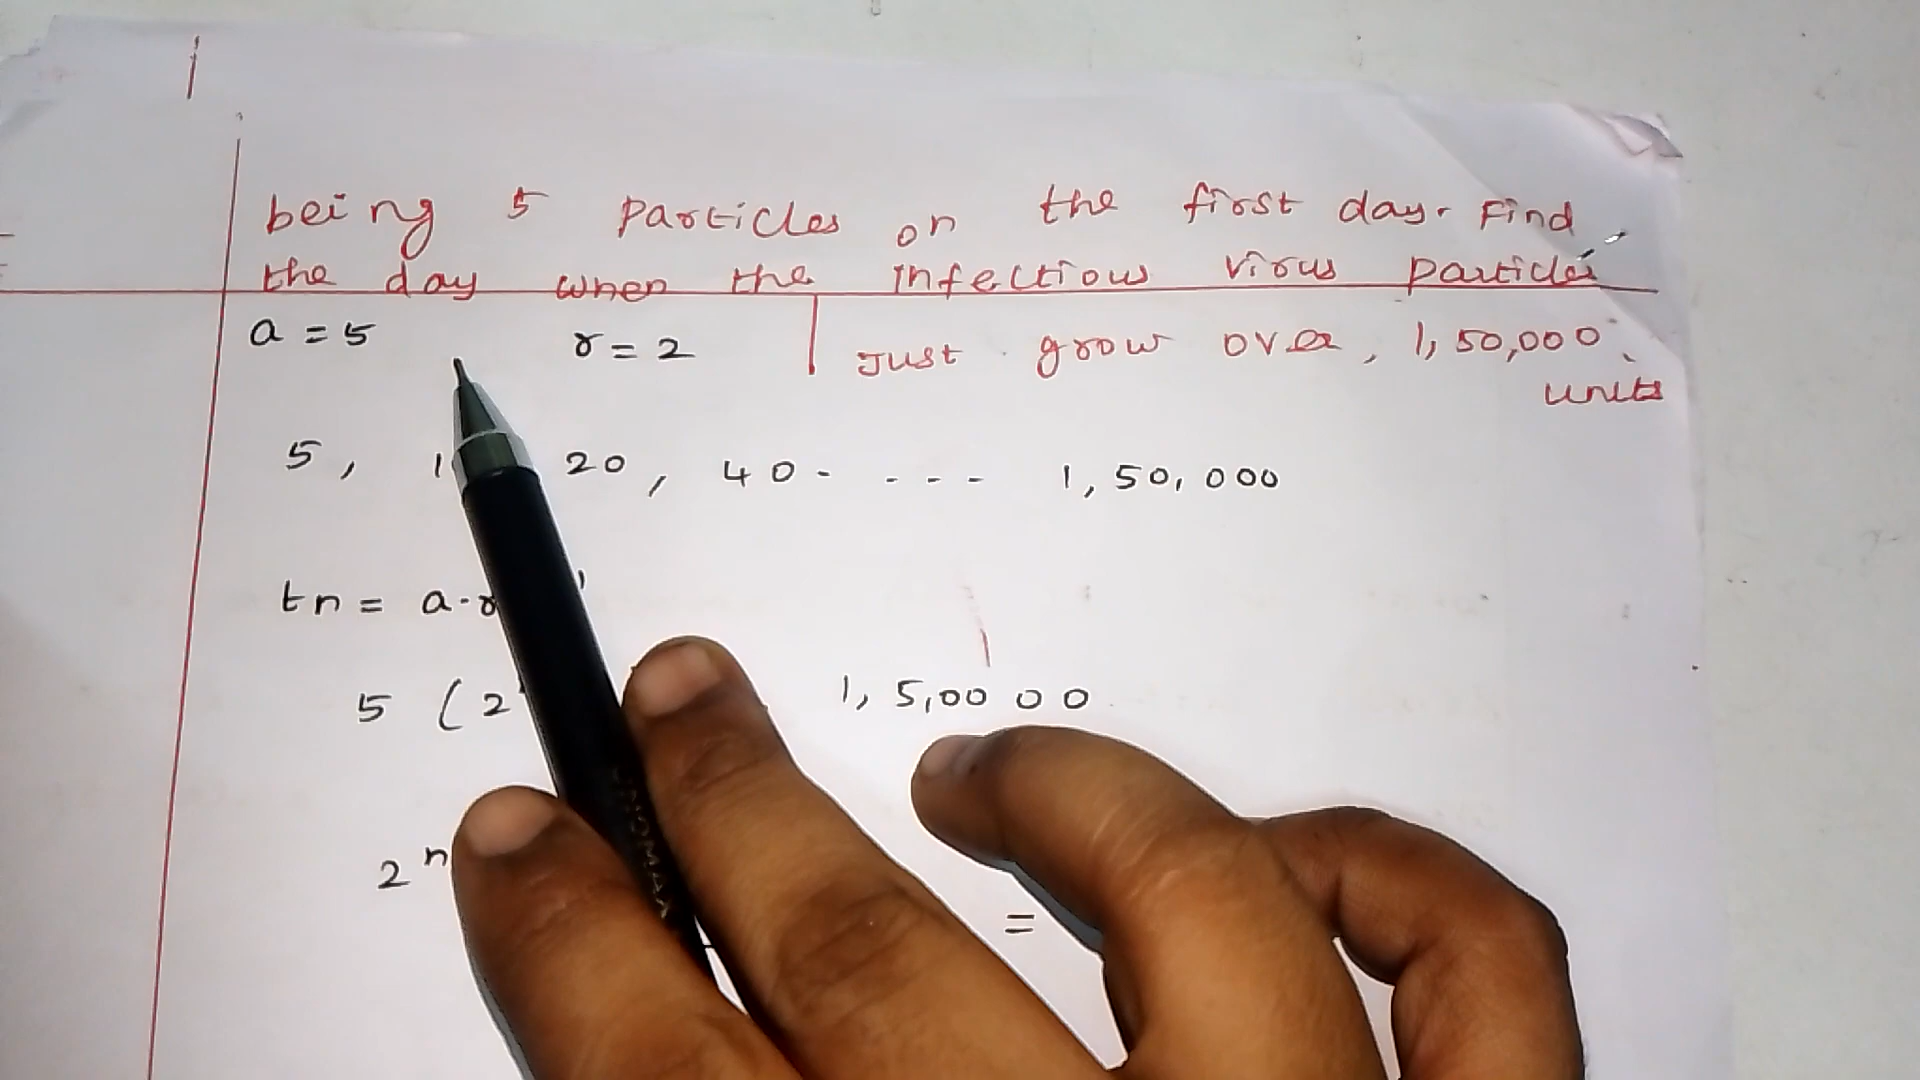 being 5 particles on the first day. Find
the day when the infectious virus particles
a = 5 r = 2 just grow over, 1,50,000 units
5, 1 20, 40 - - - - 1,50,000
tn = a.r
5 (2 1,5,00 00
2 n
=